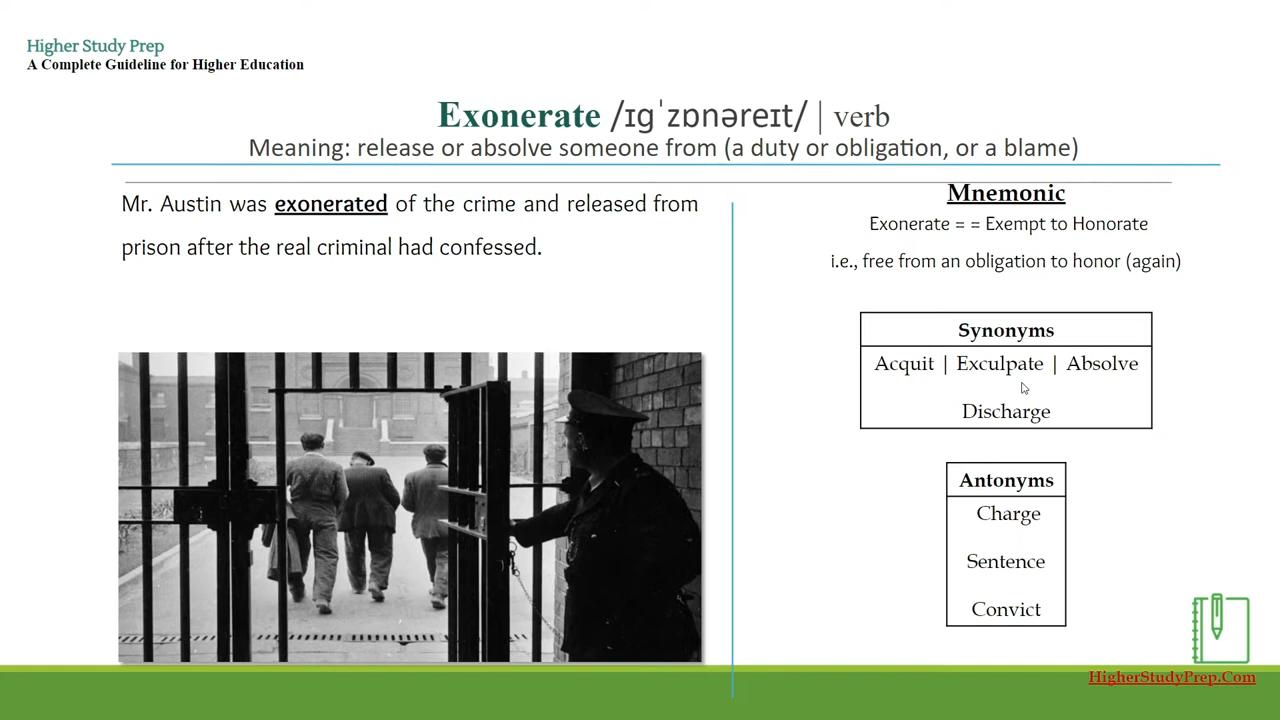 Higher Study Prep
A Complete Guideline for Higher Education
Exonerate /ɪɡˈzɒnəreɪt/ | verb
Meaning: release or absolve someone from (a duty or obligation, or a blame)
Mr. Austin was exonerated of the crime and released from
prison after the real criminal had confessed.
Mnemonic
Exonerate = = Exempt to Honorate
i.e., free from an obligation to honor (again)
Synonyms
Acquit | Exculpate | Absolve
Discharge
Antonyms
Charge
Sentence
Convict
HigherStudyPrep.Com